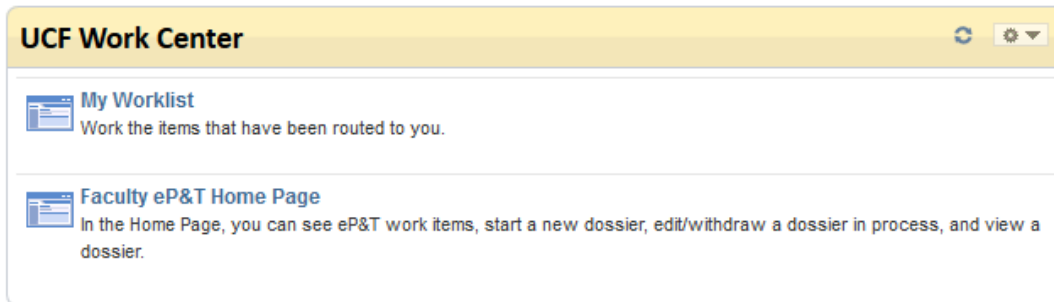 UCF Work Center
My Worklist
Work the items that have been routed to you.
Faculty eP&T Home Page
In the Home Page, you can see eP&T work items, start a new dossier, edit/withdraw a dossier in process, and view a
dossier.